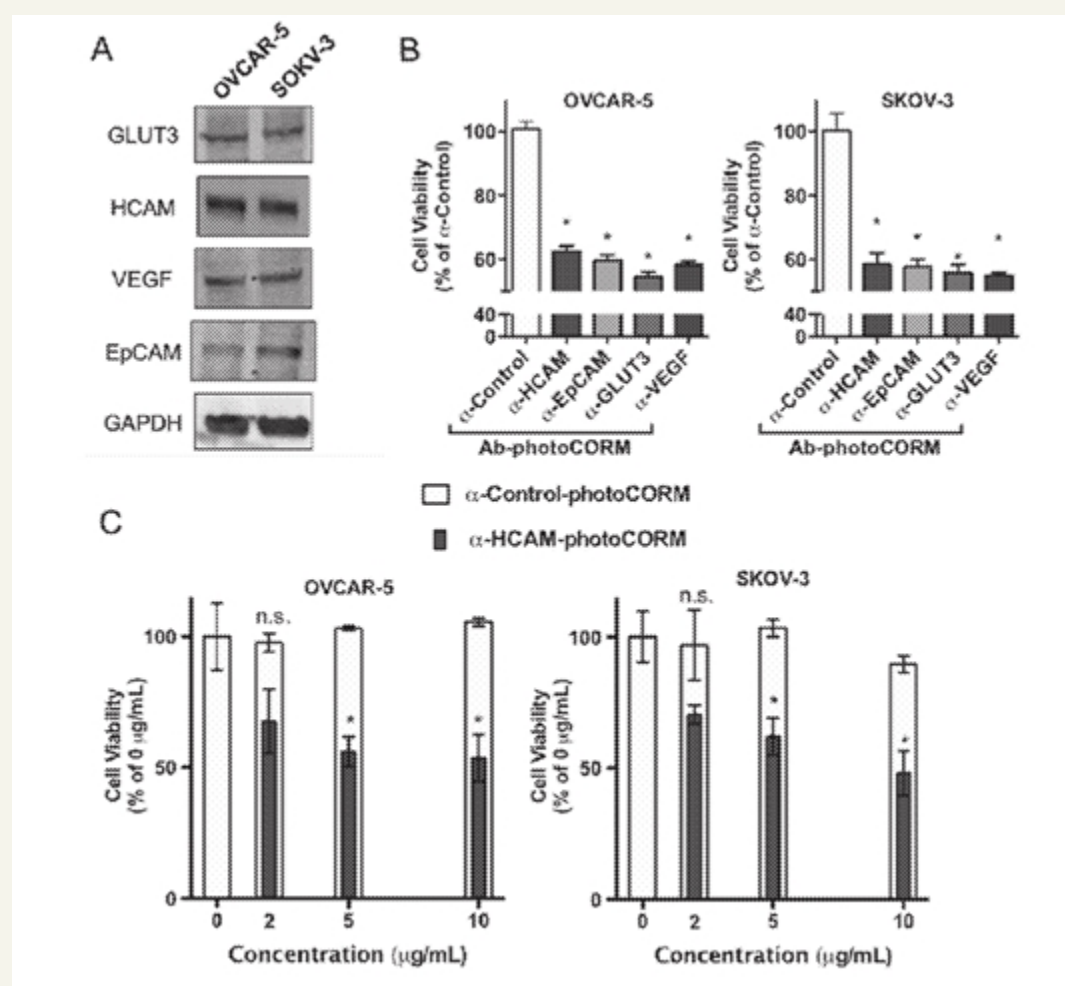 A
OVCAR-5
SOKV-3
GLUT3
HCAM
VEGF
EpCAM
GAPDH
B
OVCAR-5
Cell Viability
(% of α-Control)
100
80
60
40
0
α-Control
α-HCAM
α-EpCAM
α-GLUT3
α-VEGF
* * * *
Ab-photoCORM
SKOV-3
Cell Viability
(% of α-Control)
100
80
60
40
0
α-Control
α-HCAM
α-EpCAM
α-GLUT3
α-VEGF
* * * *
Ab-photoCORM
C
α-Control-photoCORM
α-HCAM-photoCORM
OVCAR-5
Cell Viability
(% of 0 μg/mL)
100
50
0
n.s.
* *
0 2 5 10
Concentration (μg/mL)
SKOV-3
Cell Viability
(% of 0 μg/mL)
100
50
0
n.s.
* *
0 2 5 10
Concentration (μg/mL)